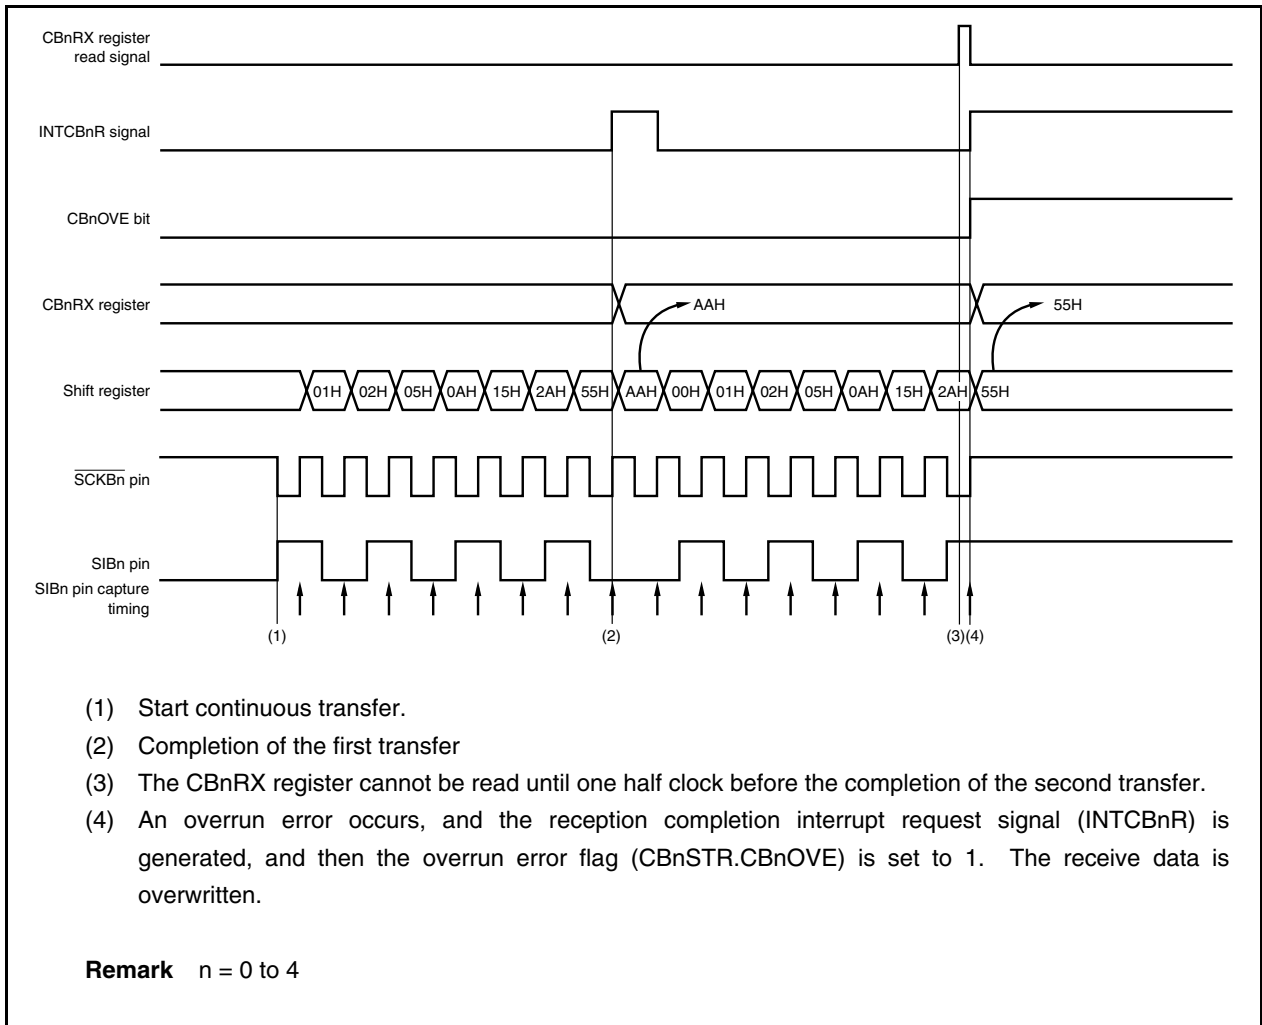 CBnRX register
read signal
INTCBnR signal
CBnOVE bit
CBnRX register
AAH
55H
Shift register
01H 02H 05H 0AH 15H 2AH 55H AAH 00H 01H 02H 05H 0AH 15H 2AH 55H
SCKBn pin
SIBn pin
SIBn pin capture
timing
(1) (2) (3) (4)
(1) Start continuous transfer.
(2) Completion of the first transfer
(3) The CBnRX register cannot be read until one half clock before the completion of the second transfer.
(4) An overrun error occurs, and the reception completion interrupt request signal (INTCBnR) is
generated, and then the overrun error flag (CBnSTR.CBnOVE) is set to 1. The receive data is
overwritten.
Remark n = 0 to 4